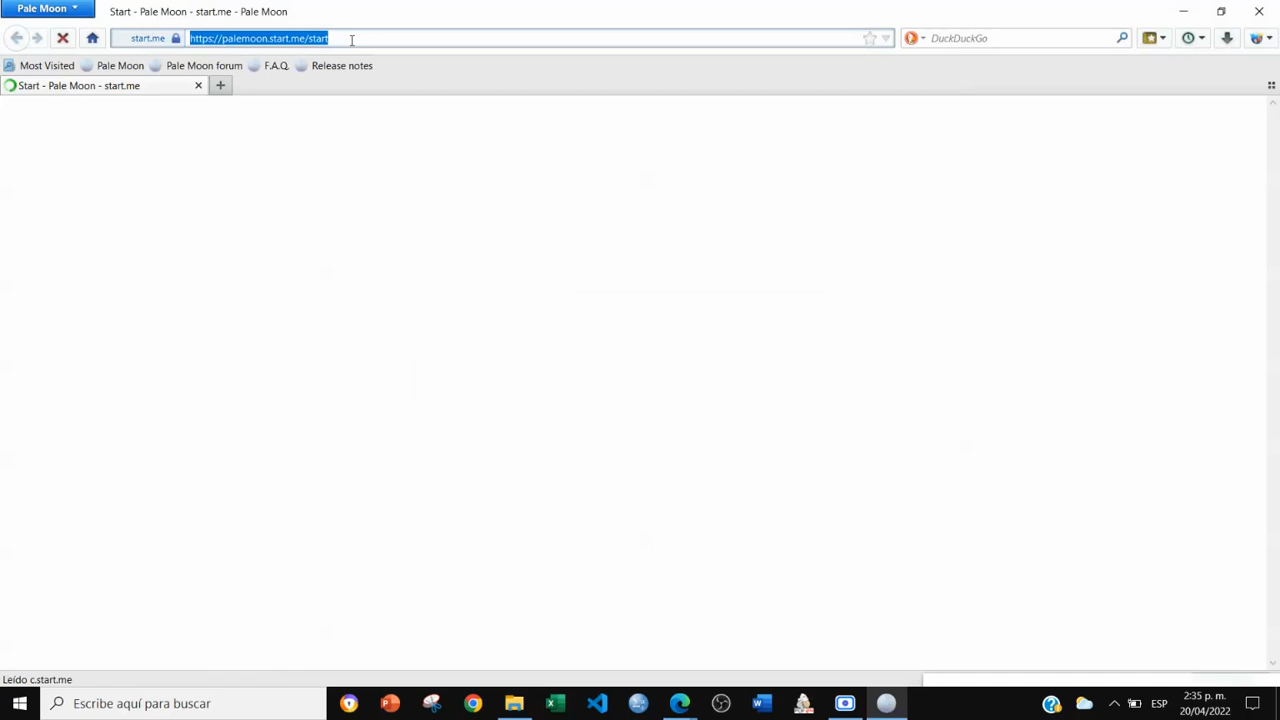 Pale Moon
Start - Pale Moon - start.me - Pale Moon
start.me
https://palemoon.start.me/start
DuckDuckGo
Most Visited
Pale Moon
Pale Moon forum
F.A.Q.
Release notes
Start - Pale Moon - start.me
Leído c.start.me
Escribe aquí para buscar
ESP
2:35 p. m.
20/04/2022